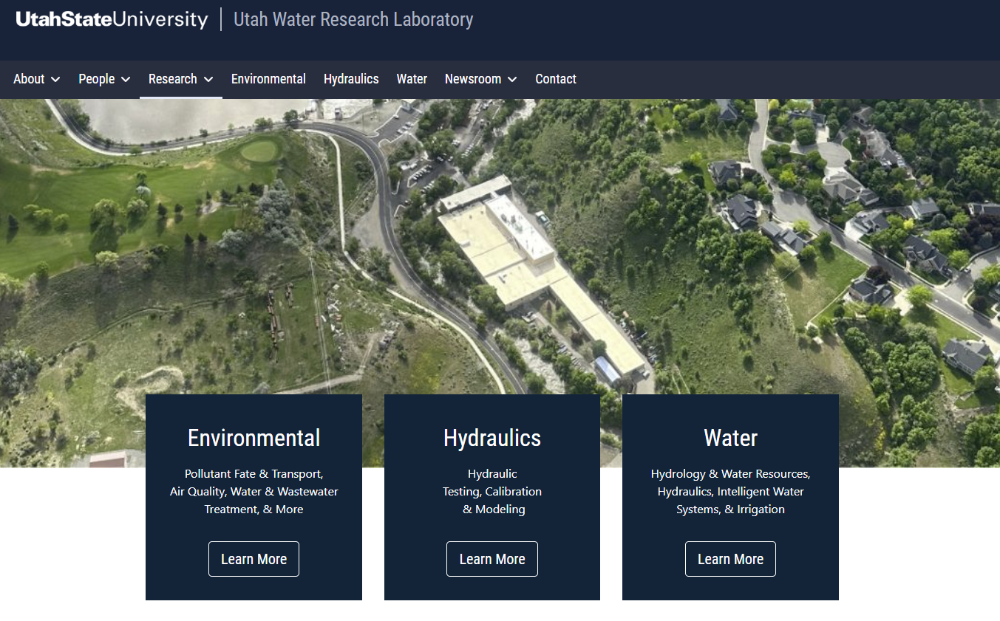 UtahStateUniversity | Utah Water Research Laboratory
About People Research Environmental Hydraulics Water Newsroom Contact
Environmental
Pollutant Fate & Transport,
Air Quality, Water & Wastewater
Treatment, & More
Learn More
Hydraulics
Hydraulic
Testing, Calibration
& Modeling
Learn More
Water
Hydrology & Water Resources,
Hydraulics, Intelligent Water
Systems, & Irrigation
Learn More